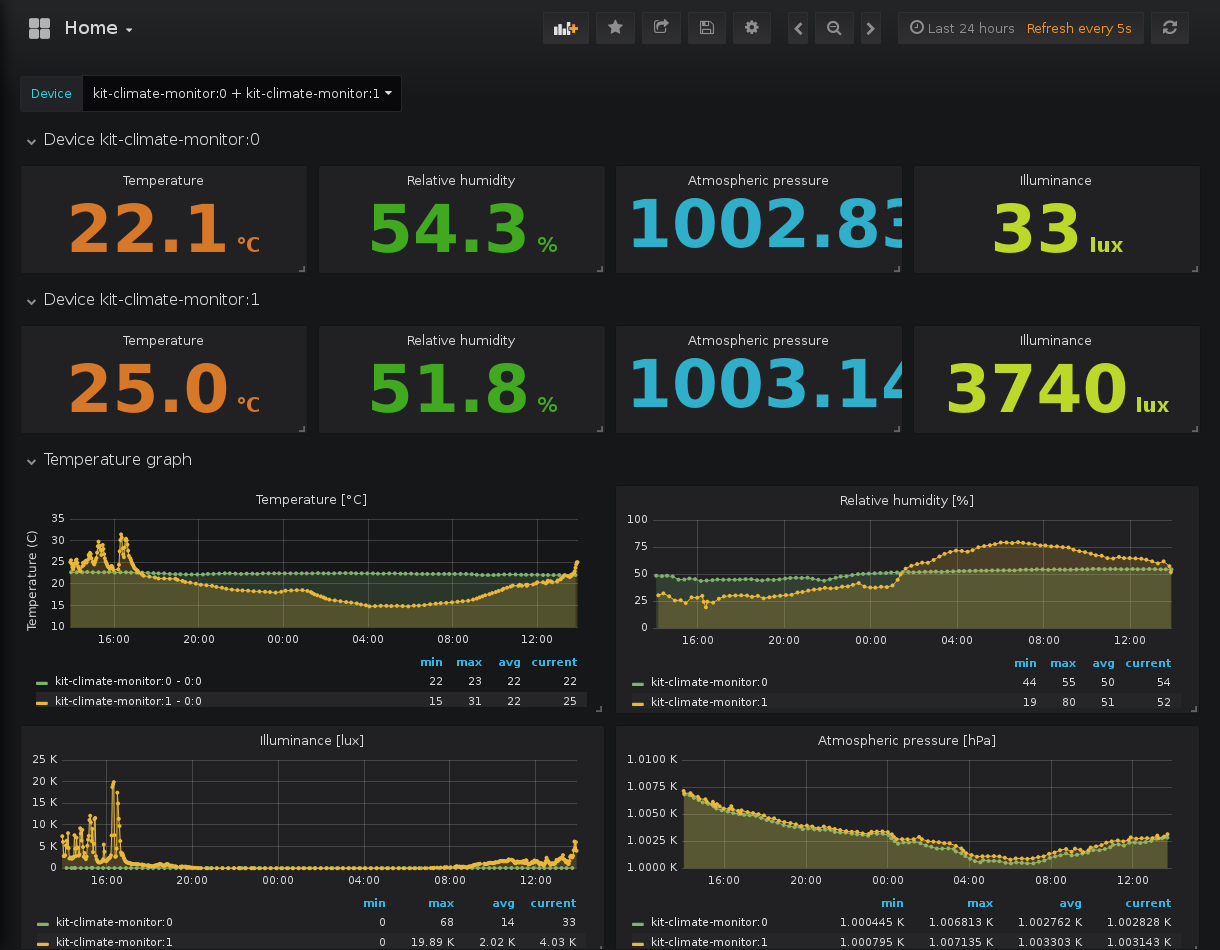 Home
Last 24 hours Refresh every 5s
Device kit-climate-monitor:0 + kit-climate-monitor:1
Device kit-climate-monitor:0
Temperature Relative humidity Atmospheric pressure Illuminance
22.1 °C 54.3 % 1002.83 33 lux
Device kit-climate-monitor:1
Temperature Relative humidity Atmospheric pressure Illuminance
25.0 °C 51.8 % 1003.14 3740 lux
Temperature graph
Temperature [°C]
Temperature (C)
35
30
25
20
15
10
16:00 20:00 00:00 04:00 08:00 12:00
min max avg current
kit-climate-monitor:0 - 0:0 22 23 22 22
kit-climate-monitor:1 - 0:0 15 31 22 25
Relative humidity [%]
100
75
50
25
0
16:00 20:00 00:00 04:00 08:00 12:00
min max avg current
kit-climate-monitor:0 44 55 50 54
kit-climate-monitor:1 19 80 51 52
Illuminance [lux]
25 K
20 K
15 K
10 K
5 K
0
16:00 20:00 00:00 04:00 08:00 12:00
min max avg current
kit-climate-monitor:0 0 68 14 33
kit-climate-monitor:1 0 19.89 K 2.02 K 4.03 K
Atmospheric pressure [hPa]
1.0100 K
1.0075 K
1.0050 K
1.0025 K
1.0000 K
16:00 20:00 00:00 04:00 08:00 12:00
min max avg current
kit-climate-monitor:0 1.000445 K 1.006813 K 1.002762 K 1.002828 K
kit-climate-monitor:1 1.000795 K 1.007135 K 1.003303 K 1.003143 K